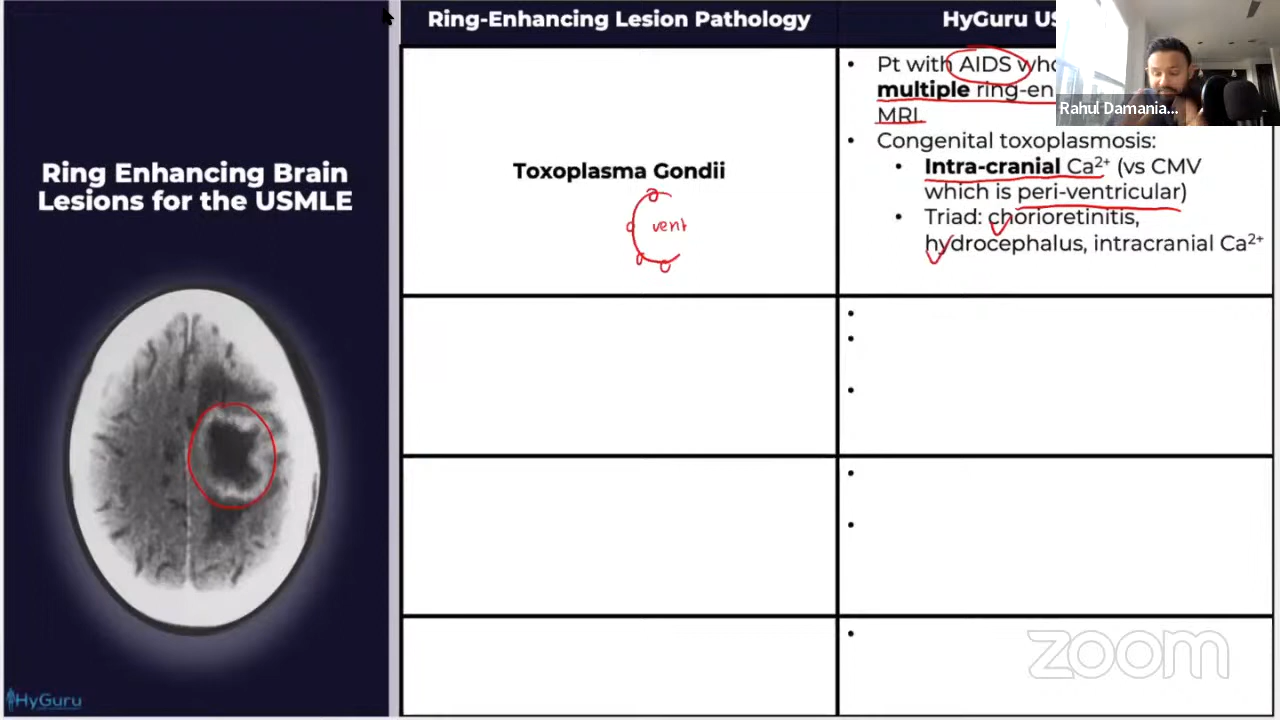 Ring-Enhancing Lesion Pathology
HyGuru
Rahul Damania...
Ring Enhancing Brain
Lesions for the USMLE
Toxoplasma Gondii
vent
• Pt with AIDS
multiple ring-en
MRI
• Congenital toxoplasmosis:
• Intra-cranial Ca²⁺ (vs CMV
which is peri-ventricular)
• Triad: chorioretinitis,
hydrocephalus, intracranial Ca²⁺
zoom
HyGuru